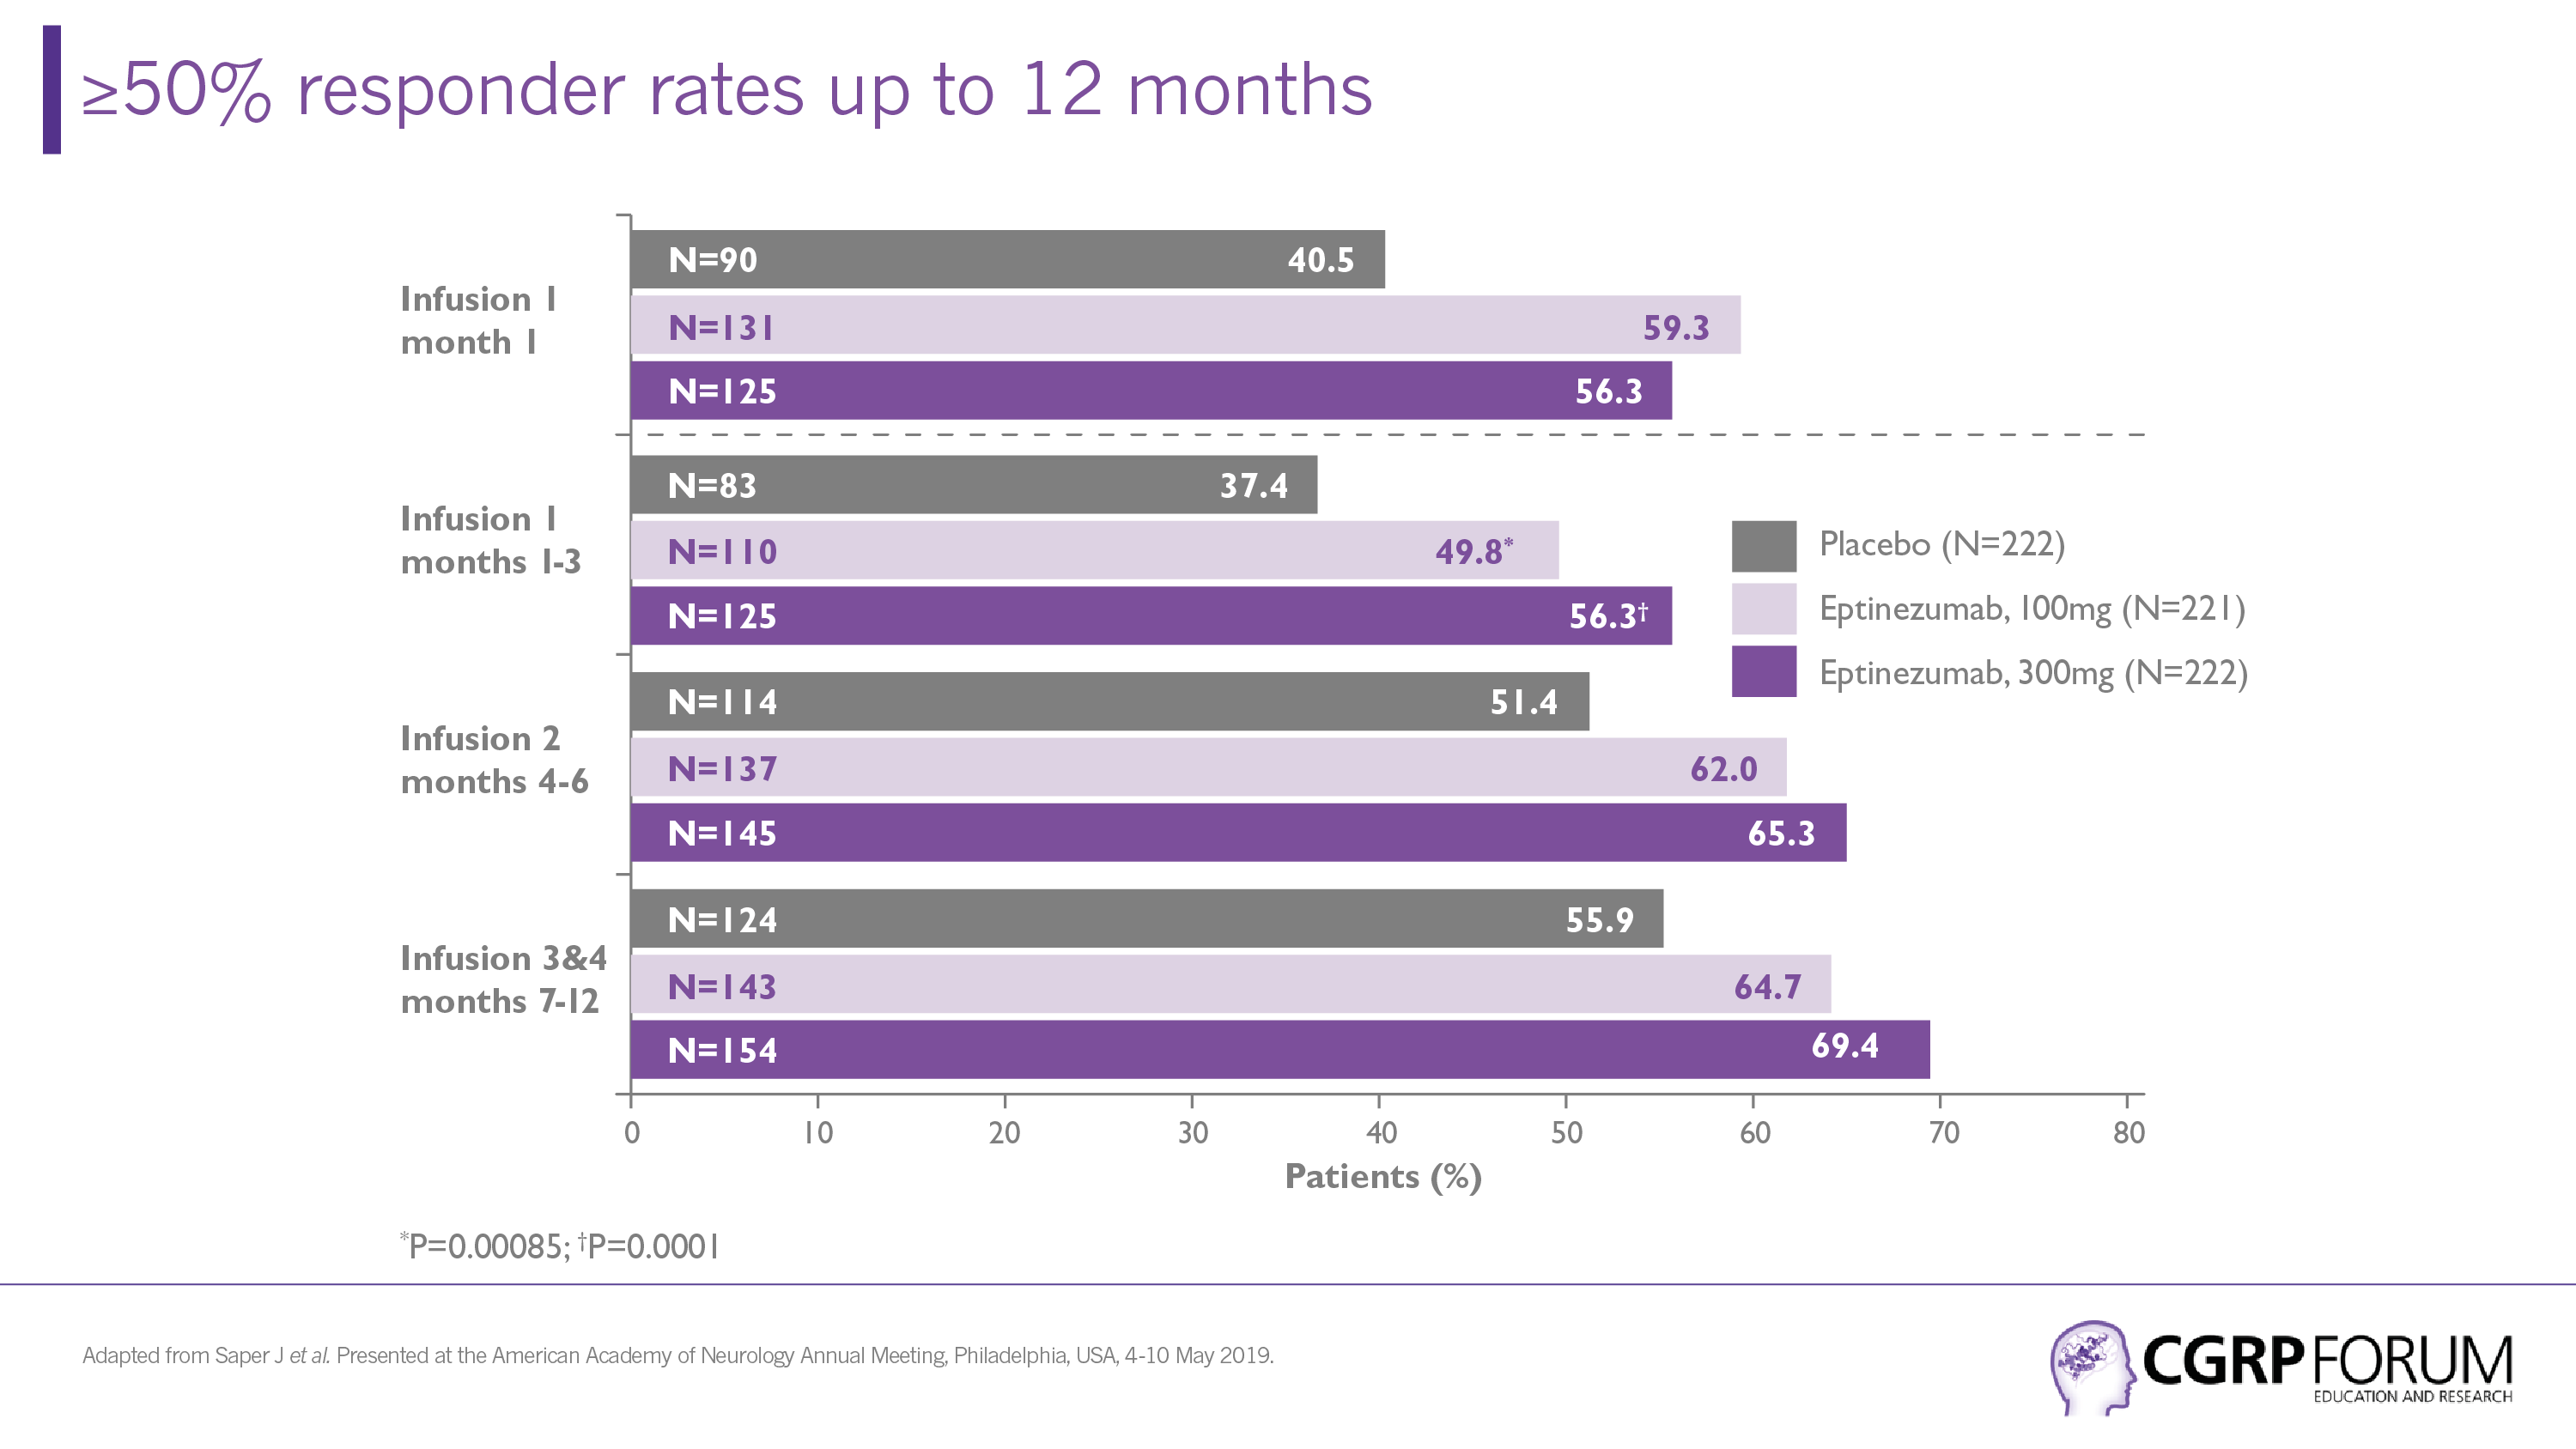 ≥50% responder rates up to 12 months
Infusion 1
month 1
N=90 40.5
N=131 59.3
N=125 56.3
Infusion 1
months 1-3
N=83 37.4
N=110 49.8*
N=125 56.3†
Placebo (N=222)
Eptinezumab, 100mg (N=221)
Eptinezumab, 300mg (N=222)
Infusion 2
months 4-6
N=114 51.4
N=137 62.0
N=145 65.3
Infusion 3&4
months 7-12
N=124 55.9
N=143 64.7
N=154 69.4
0 10 20 30 40 50 60 70 80
Patients (%)
*P=0.00085; †P=0.0001
Adapted from Saper J et al. Presented at the American Academy of Neurology Annual Meeting, Philadelphia, USA, 4-10 May 2019.
CGRP FORUM
EDUCATION AND RESEARCH